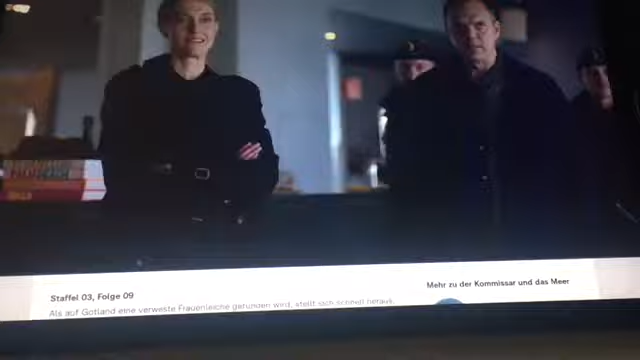 Staffel 03, Folge 09
Mehr zu der Kommissar und das Meer
Als auf Gotland eine verweste Frauenleiche gefunden wird, stellt sich schnell heraus,